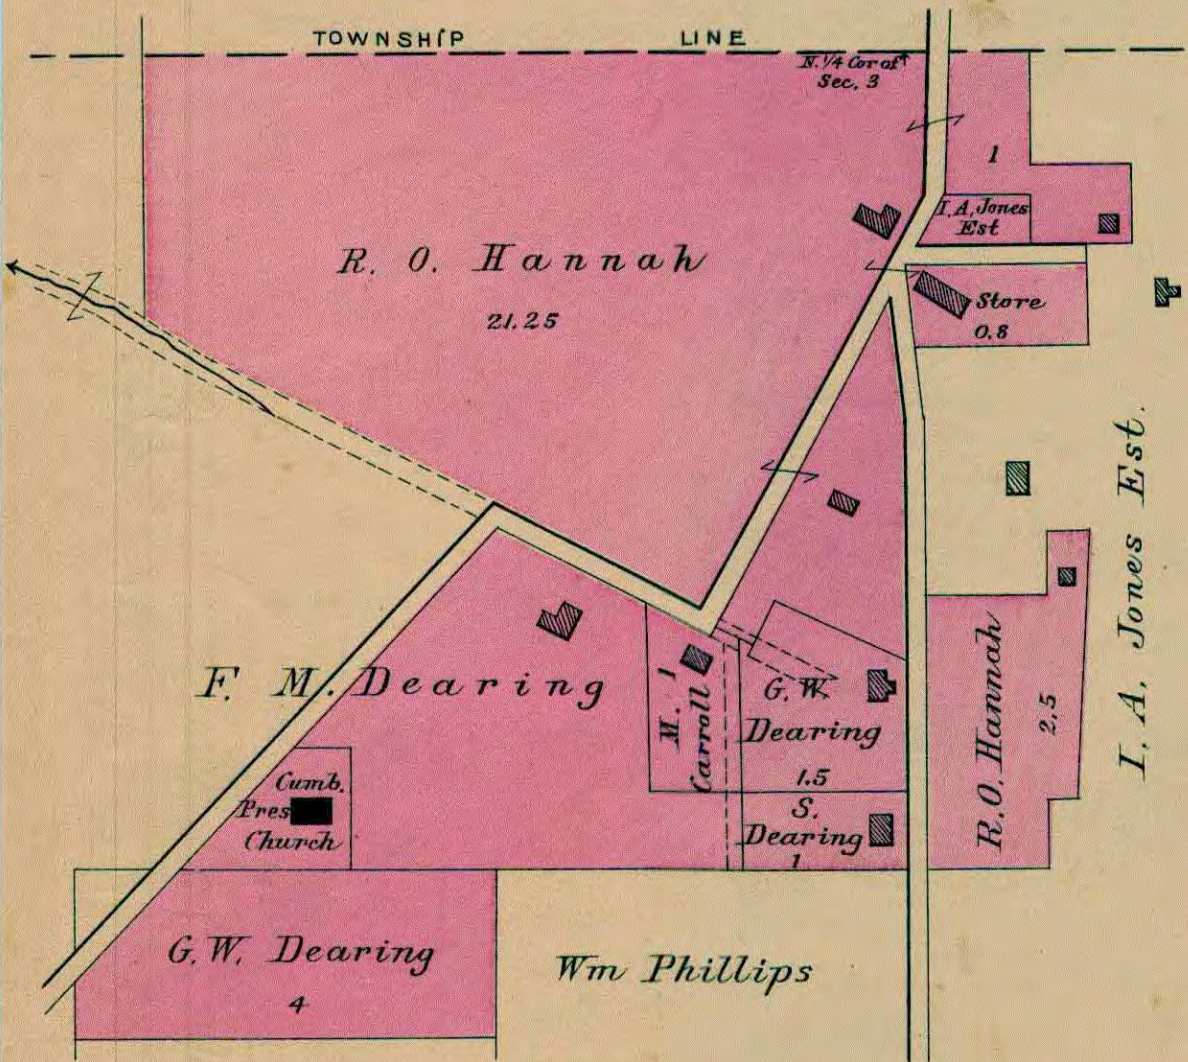 TOWNSHIP LINE
N. 1/4 Cor of
Sec. 3
1
I. A. Jones
Est
R. O. Hannah
21.25
Store
0.8
I. A. Jones Est.
F. M. Dearing
M. 1
Carroll
G. W.
Dearing
1.5
S.
Dearing
1
R. O. Hannah
2.5
Cumb.
Pres
Church
G. W. Dearing
4
Wm Phillips